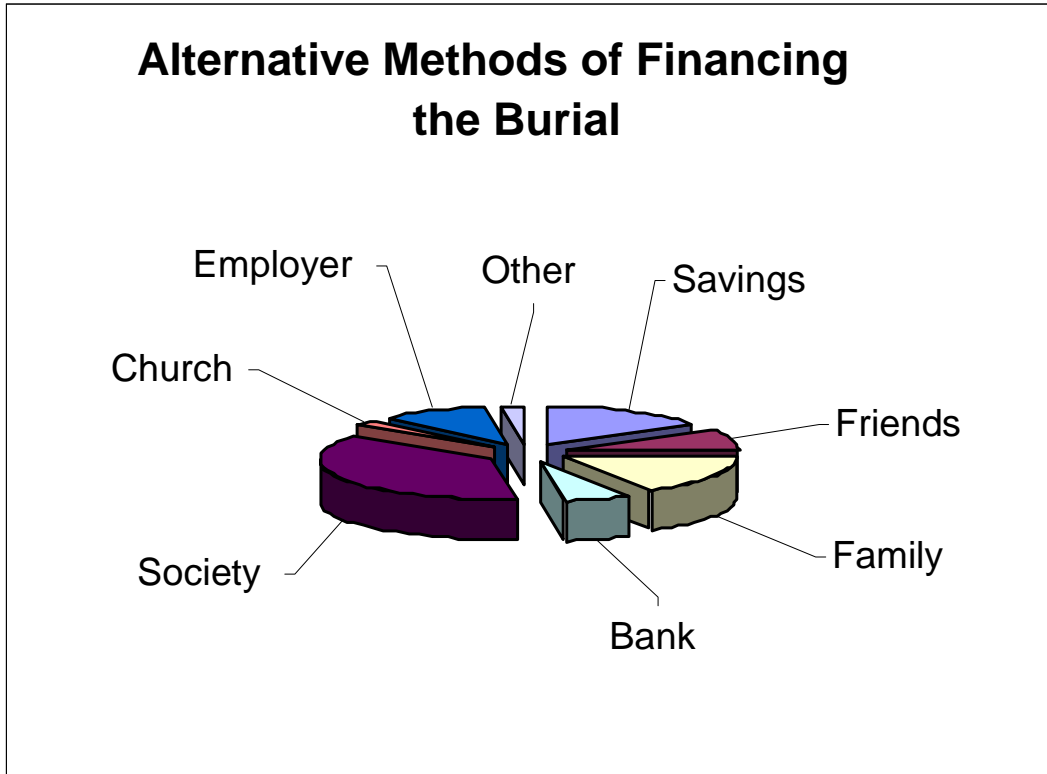 Alternative Methods of Financing
the Burial
Employer
Other
Savings
Church
Friends
Society
Family
Bank